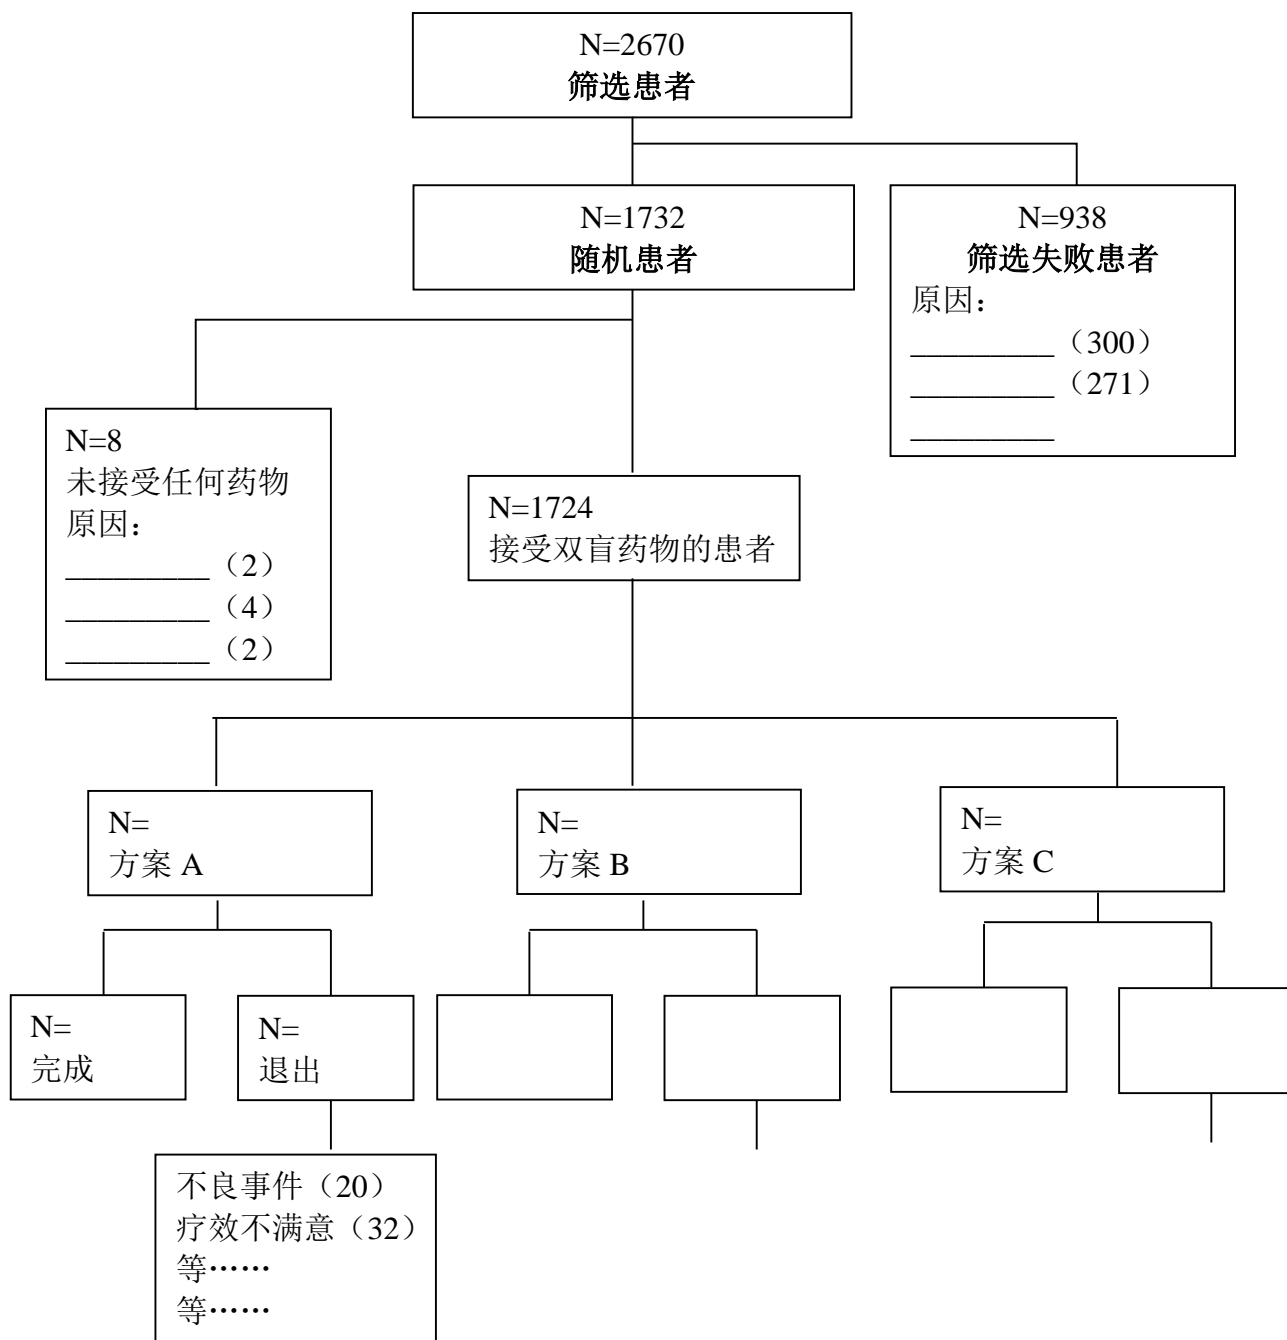 N=2670
筛选患者
N=1732
随机患者
N=938
筛选失败患者
原因：
_________（300）
_________（271）
_________
N=8
未接受任何药物
原因：
_________（2）
_________（4）
_________（2）
N=1724
接受双盲药物的患者
N=
方案 A
N=
方案 B
N=
方案 C
N=
完成
N=
退出
不良事件（20）
疗效不满意（32）
等……
等……